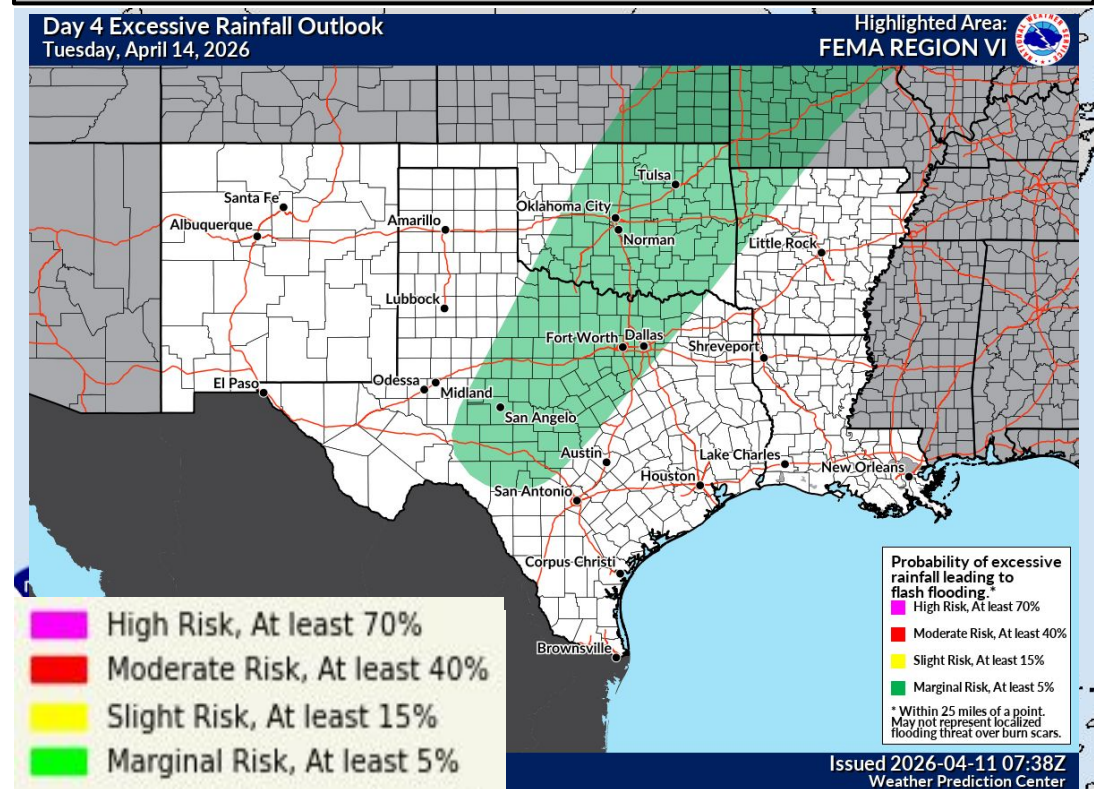 Day 4 Excessive Rainfall Outlook
Tuesday, April 14, 2026
Highlighted Area:
FEMA REGION VI
NATIONAL WEATHER SERVICE
Santa Fe
Albuquerque
Amarillo
Tulsa
Oklahoma City
Norman
Little Rock
Lubbock
Fort Worth
Dallas
Shreveport
El Paso
Odessa
Midland
San Angelo
Austin
Houston
Lake Charles
New Orleans
San Antonio
Corpus Christi
Brownsville
Probability of excessive
rainfall leading to
flash flooding.*
High Risk, At least 70%
Moderate Risk, At least 40%
Slight Risk, At least 15%
Marginal Risk, At least 5%
* Within 25 miles of a point.
May not represent localized
flooding threat over burn scars.
High Risk, At least 70%
Moderate Risk, At least 40%
Slight Risk, At least 15%
Marginal Risk, At least 5%
Issued 2026-04-11 07:38Z
Weather Prediction Center